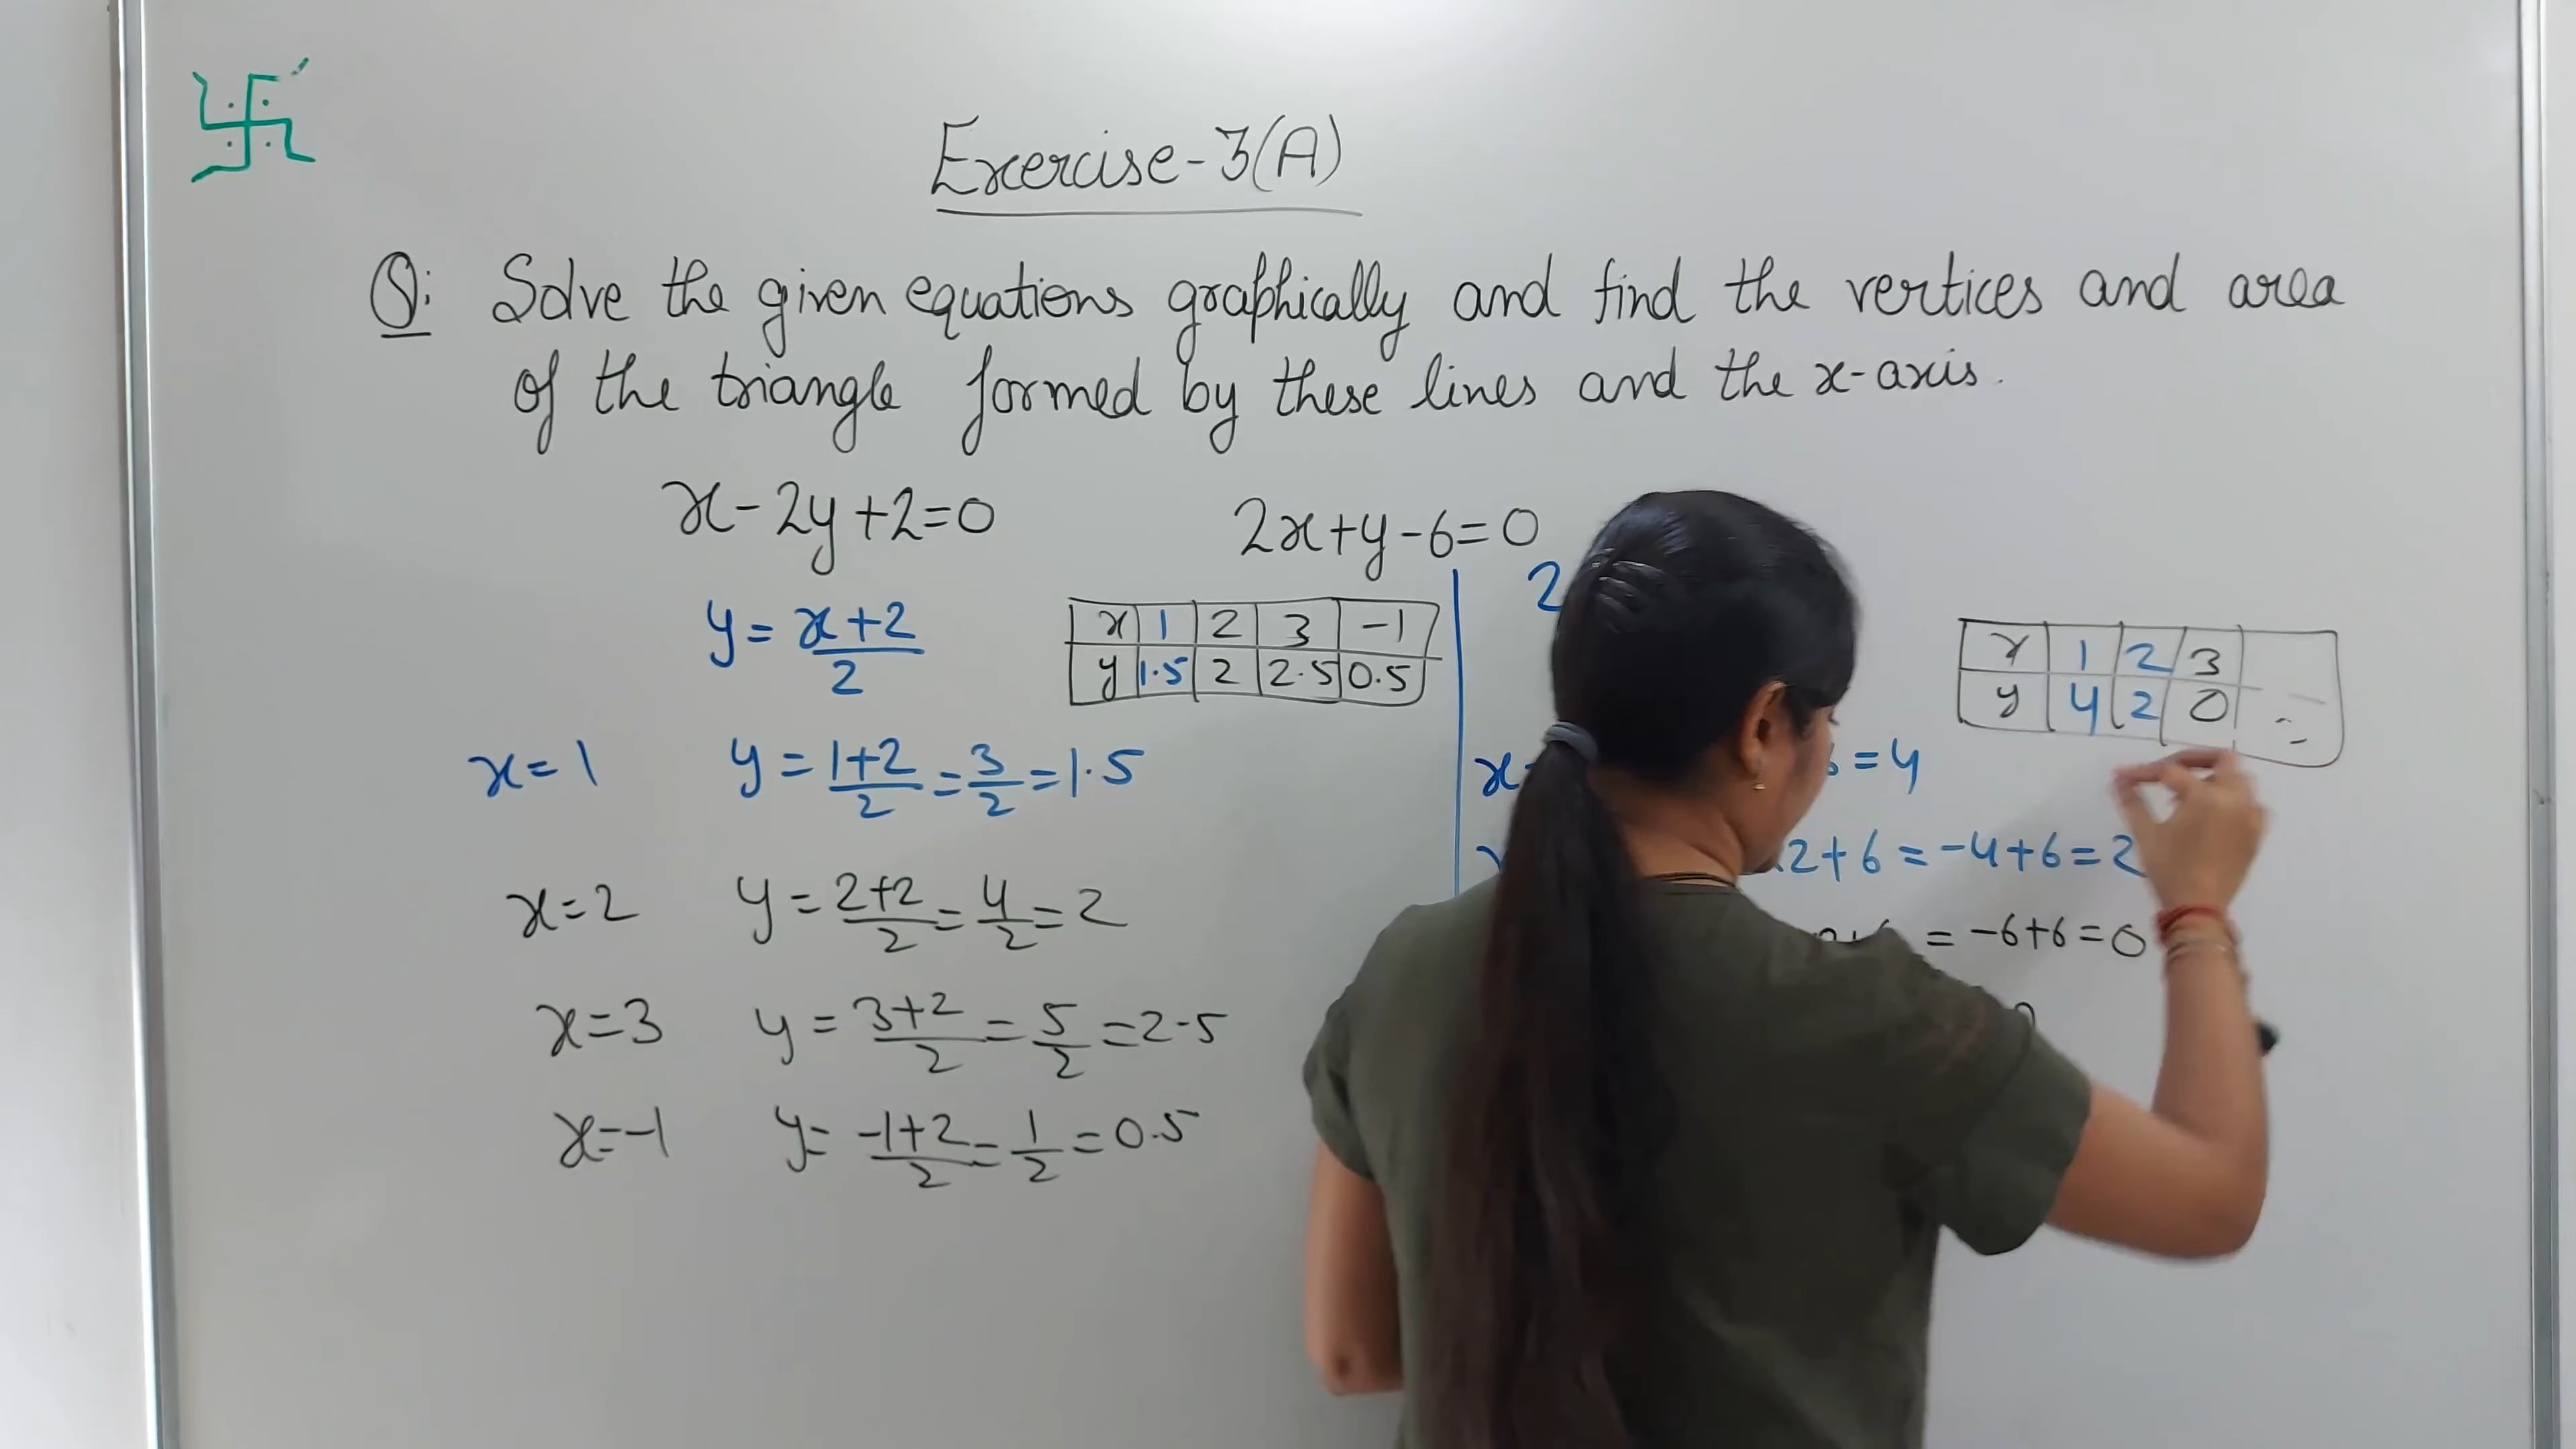 Exercise-3(A)
Q: Solve the given equations graphically and find the vertices and area
of the triangle formed by these lines and the x-axis.
x-2y+2=0
2x+y-6=0
y = x+2/2
x 1 2 3 -1
y 1.5 2 2.5 0.5
x=1 y = 1+2/2 = 3/2 = 1.5
x=2 y = 2+2/2 = 4/2 = 2
x=3 y = 3+2/2 = 5/2 = 2.5
x=-1 y = -1+2/2 = 1/2 = 0.5
2
x 1 2 3
y 4 2 0
x = 4
2+6 = -4+6 = 2
= -6+6 = 0